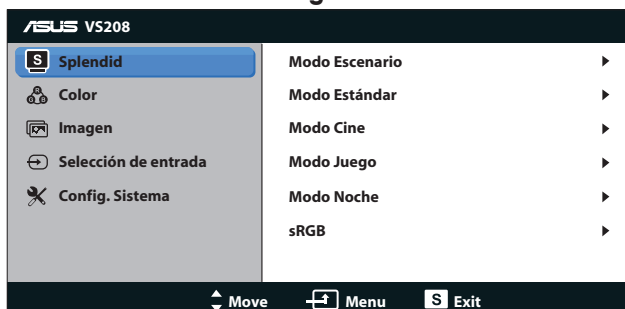 ASUS VS208
S Splendid
Color
Imagen
Selección de entrada
Config. Sistema
Modo Escenario
Modo Estándar
Modo Cine
Modo Juego
Modo Noche
sRGB
Move Menu S Exit